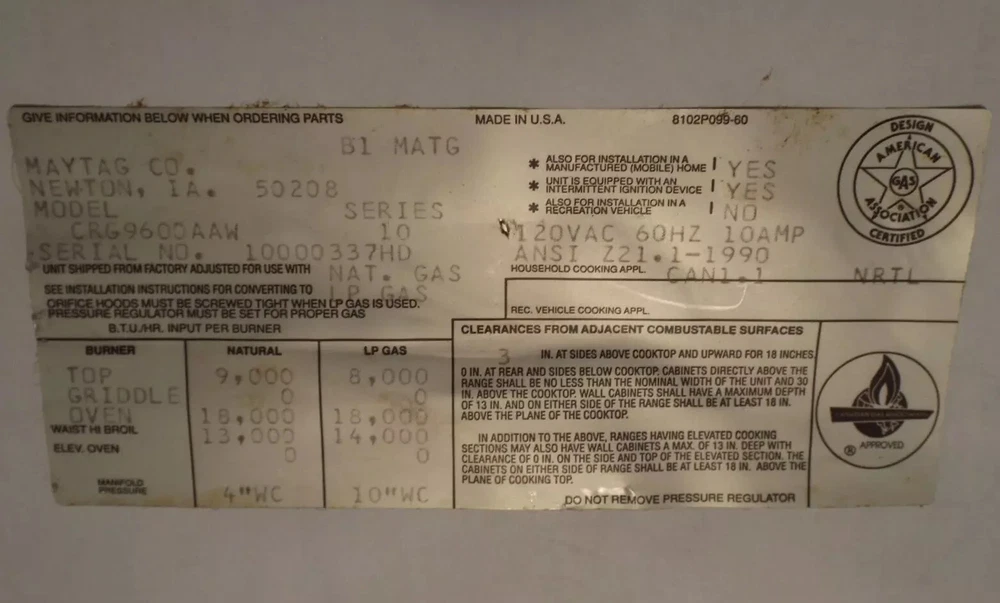 GIVE INFORMATION BELOW WHEN ORDERING PARTS
MADE IN U.S.A.
8102P099-60
B1 MATG
MAYTAG CO.
NEWTON, IA. 50208
MODEL SERIES
CRG9600AAW 10
SERIAL NO. 10000337HD
UNIT SHIPPED FROM FACTORY ADJUSTED FOR USE WITH NAT. GAS
SEE INSTALLATION INSTRUCTIONS FOR CONVERTING TO LP GAS
ORIFICE HOODS MUST BE SCREWED TIGHT WHEN LP GAS IS USED.
PRESSURE REGULATOR MUST BE SET FOR PROPER GAS
* ALSO FOR INSTALLATION IN A
MANUFACTURED (MOBILE) HOME YES
* UNIT IS EQUIPPED WITH AN
INTERMITTENT IGNITION DEVICE YES
* ALSO FOR INSTALLATION IN A
RECREATION VEHICLE NO
120VAC 60HZ 10AMP
ANSI Z21.1-1990
HOUSEHOLD COOKING APPL. CAN1.1 NRTL
REC. VEHICLE COOKING APPL.
DESIGN
AMERICAN
GAS
ASSOCIATION
CERTIFIED
B.T.U./HR. INPUT PER BURNER
BURNER NATURAL LP GAS
TOP 9,000 8,000
GRIDDLE 0 0
OVEN 18,000 18,000
WAIST HI BROIL 13,000 14,000
ELEV. OVEN 0 0
MANIFOLD
PRESSURE 4"WC 10"WC
CLEARANCES FROM ADJACENT COMBUSTABLE SURFACES
3 IN. AT SIDES ABOVE COOKTOP AND UPWARD FOR 18 INCHES
0 IN. AT REAR AND SIDES BELOW COOKTOP. CABINETS DIRECTLY ABOVE THE
RANGE SHALL BE NO LESS THAN THE NOMINAL WIDTH OF THE UNIT AND 30
IN. ABOVE THE COOKTOP. WALL CABINETS SHALL HAVE A MAXIMUM DEPTH
OF 13 IN. AND ON EITHER SIDE OF THE RANGE SHALL BE AT LEAST 18 IN.
ABOVE THE PLANE OF THE COOKTOP.
IN ADDITION TO THE ABOVE, RANGES HAVING ELEVATED COOKING
SECTIONS MAY ALSO HAVE WALL CABINETS A MAX. OF 13 IN. DEEP WITH
CLEARANCE OF 0 IN. ON THE SIDE AND TOP OF THE ELEVATED SECTION. THE
CABINETS ON EITHER SIDE OF RANGE SHALL BE AT LEAST 18 IN. ABOVE THE
PLANE OF COOKING TOP.
DO NOT REMOVE PRESSURE REGULATOR
® APPROVED